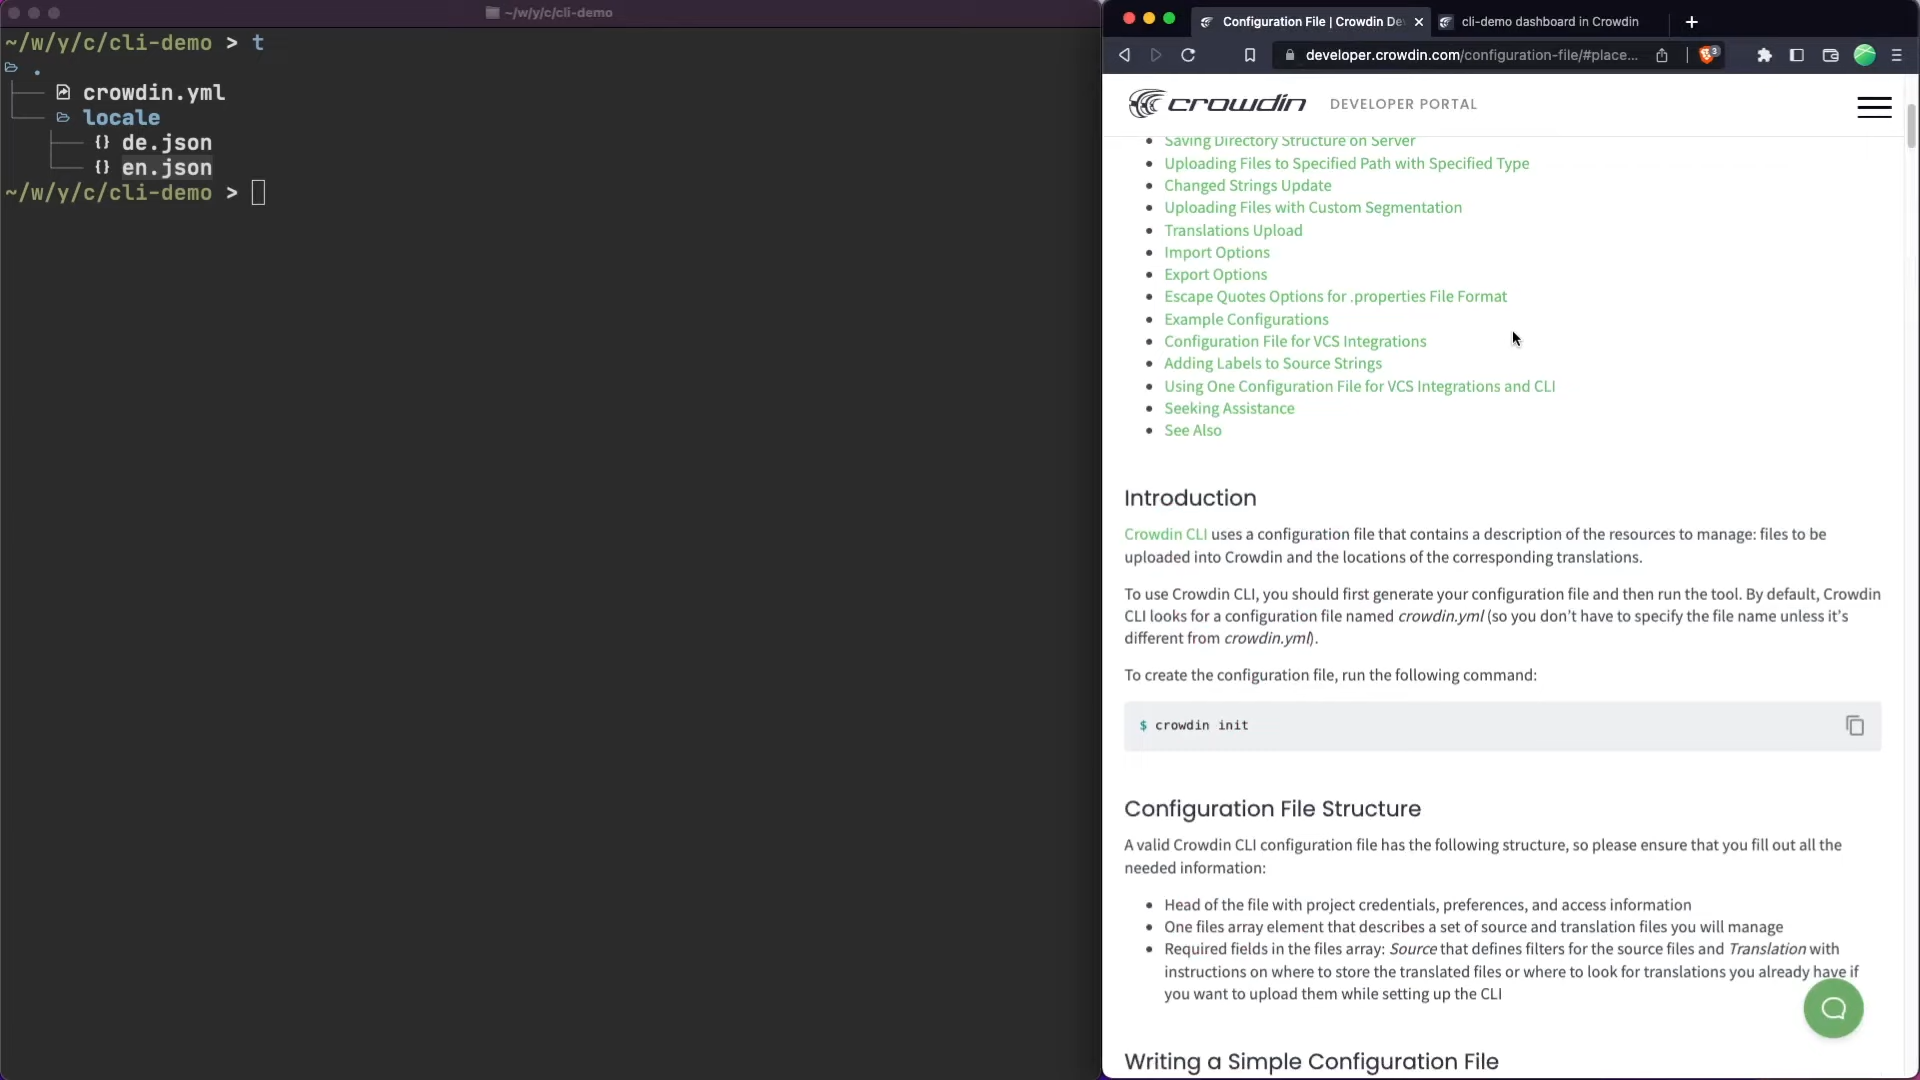 ~/w/y/c/cli-demo
~/w/y/c/cli-demo > t
.
crowdin.yml
locale
{} de.json
{} en.json
~/w/y/c/cli-demo >
Configuration File | Crowdin De
cli-demo dashboard in Crowdin
developer.crowdin.com/configuration-file/#place...
3
crowdin DEVELOPER PORTAL
Saving Directory Structure on Server
Uploading Files to Specified Path with Specified Type
Changed Strings Update
Uploading Files with Custom Segmentation
Translations Upload
Import Options
Export Options
Escape Quotes Options for .properties File Format
Example Configurations
Configuration File for VCS Integrations
Adding Labels to Source Strings
Using One Configuration File for VCS Integrations and CLI
Seeking Assistance
See Also
Introduction
Crowdin CLI uses a configuration file that contains a description of the resources to manage: files to be
uploaded into Crowdin and the locations of the corresponding translations.
To use Crowdin CLI, you should first generate your configuration file and then run the tool. By default, Crowdin
CLI looks for a configuration file named crowdin.yml (so you don't have to specify the file name unless it's
different from crowdin.yml).
To create the configuration file, run the following command:
$ crowdin init
Configuration File Structure
A valid Crowdin CLI configuration file has the following structure, so please ensure that you fill out all the
needed information:
Head of the file with project credentials, preferences, and access information
One files array element that describes a set of source and translation files you will manage
Required fields in the files array: Source that defines filters for the source files and Translation with
instructions on where to store the translated files or where to look for translations you already have if
you want to upload them while setting up the CLI
Writing a Simple Configuration File